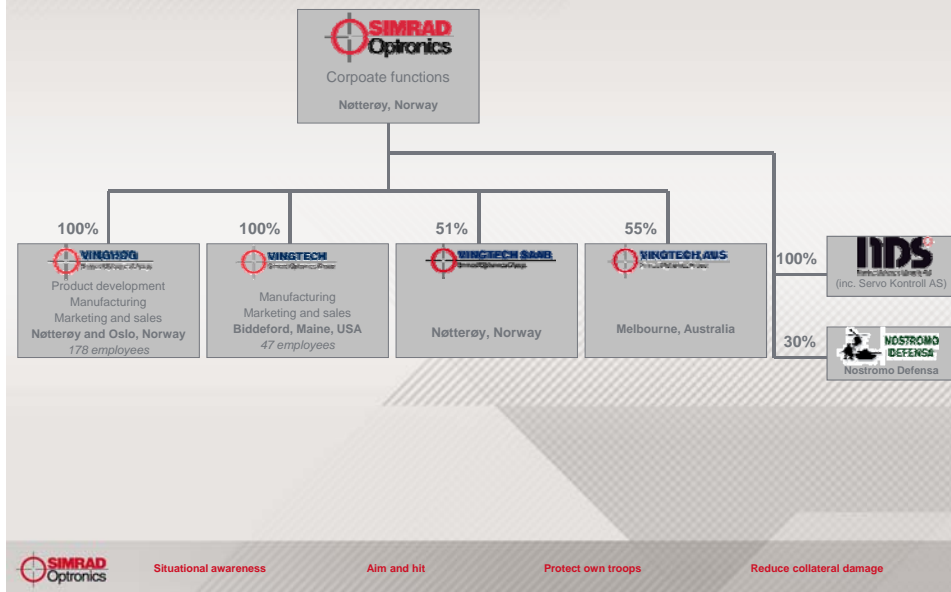 SIMRAD
Optronics
Corpoate functions
Nøtterøy, Norway
100%
100%
51%
55%
VINGHØG
Product development
Manufacturing
Marketing and sales
Nøtterøy and Oslo, Norway
178 employees
VINGTECH
Manufacturing
Marketing and sales
Biddeford, Maine, USA
47 employees
VINGTECH SAAB
Nøtterøy, Norway
VINGTECH AUS
Melbourne, Australia
100%
NDS
(inc. Servo Kontroll AS)
30%
NOSTROMO
DEFENSA
Nostromo Defensa
SIMRAD
Optronics
Situational awareness
Aim and hit
Protect own troops
Reduce collateral damage